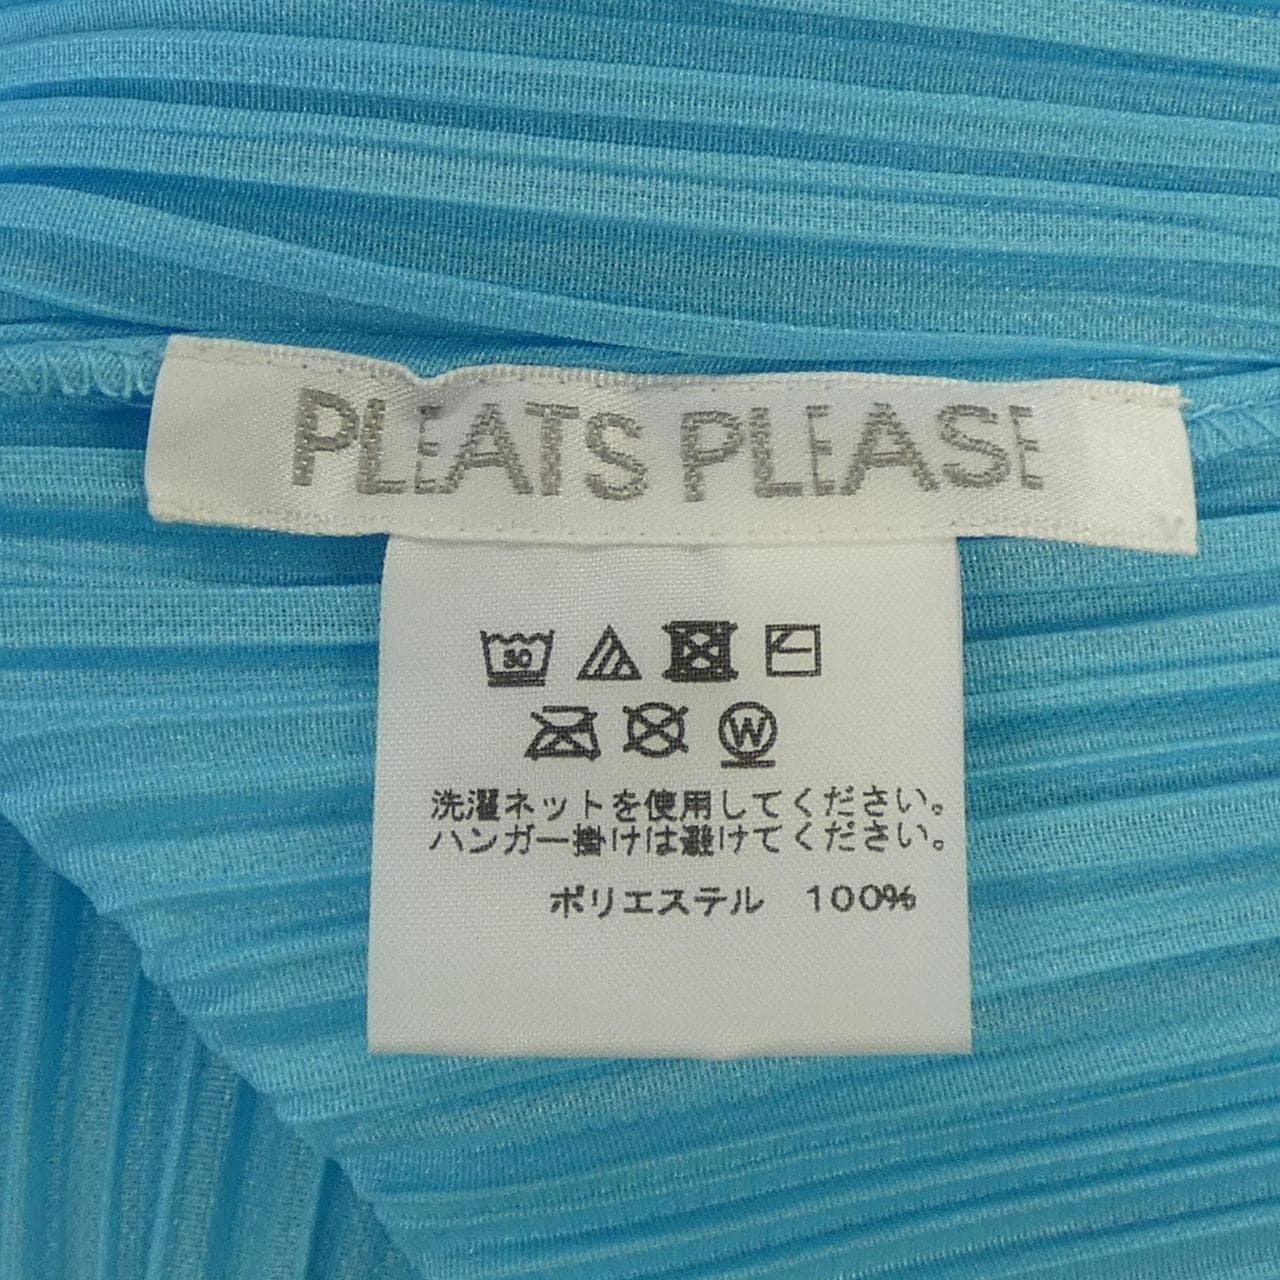 PLEATS PLEASE
30
W
洗濯ネットを使用してください。
ハンガー掛けは避けてください。
ポリエステル 100%